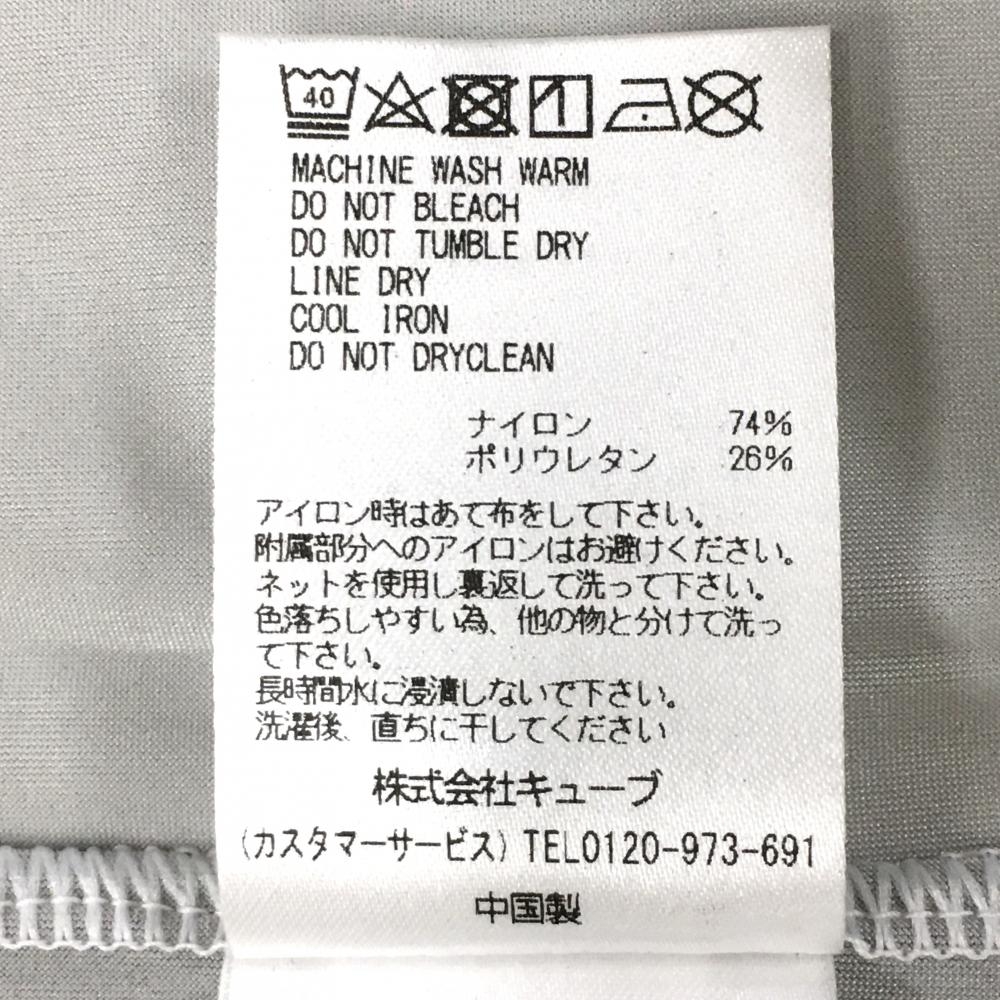 40
MACHINE WASH WARM
DO NOT BLEACH
DO NOT TUMBLE DRY
LINE DRY
COOL IRON
DO NOT DRYCLEAN
ナイロン 74%
ポリウレタン 26%
アイロン時はあて布をして下さい。
附属部分へのアイロンはお避けください。
ネットを使用し裏返して洗って下さい。
色落ちしやすい為、他の物と分けて洗っ
て下さい。
長時間水に浸漬しないで下さい。
洗濯後、直ちに干してください
株式会社キューブ
(カスタマーサービス) TEL0120-973-691
中国製